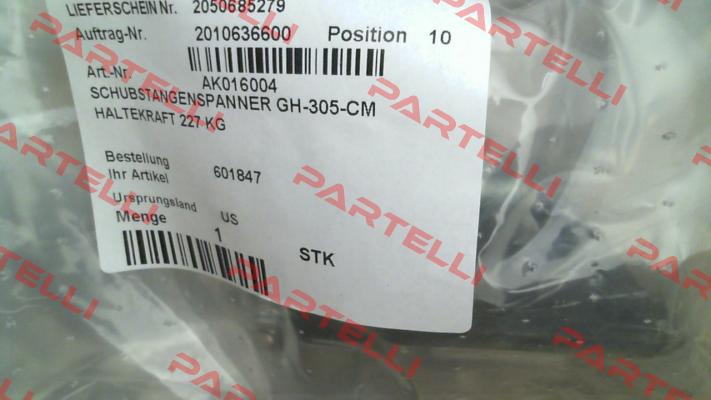 LIEFERSCHEIN Nr. 2050685279
Auftrag-Nr. 2010636600 Position 10
Art.-Nr. AK016004
SCHUBSTANGENSPANNER GH-305-CM
HALTEKRAFT 227 KG
Bestellung
Ihr Artikel 601847
Ursprungsland US
Menge 1 STK
PARTELLI
PARTELLI
PARTELLI
PARTELLI
PARTELLI
PARTELLI
PARTELLI